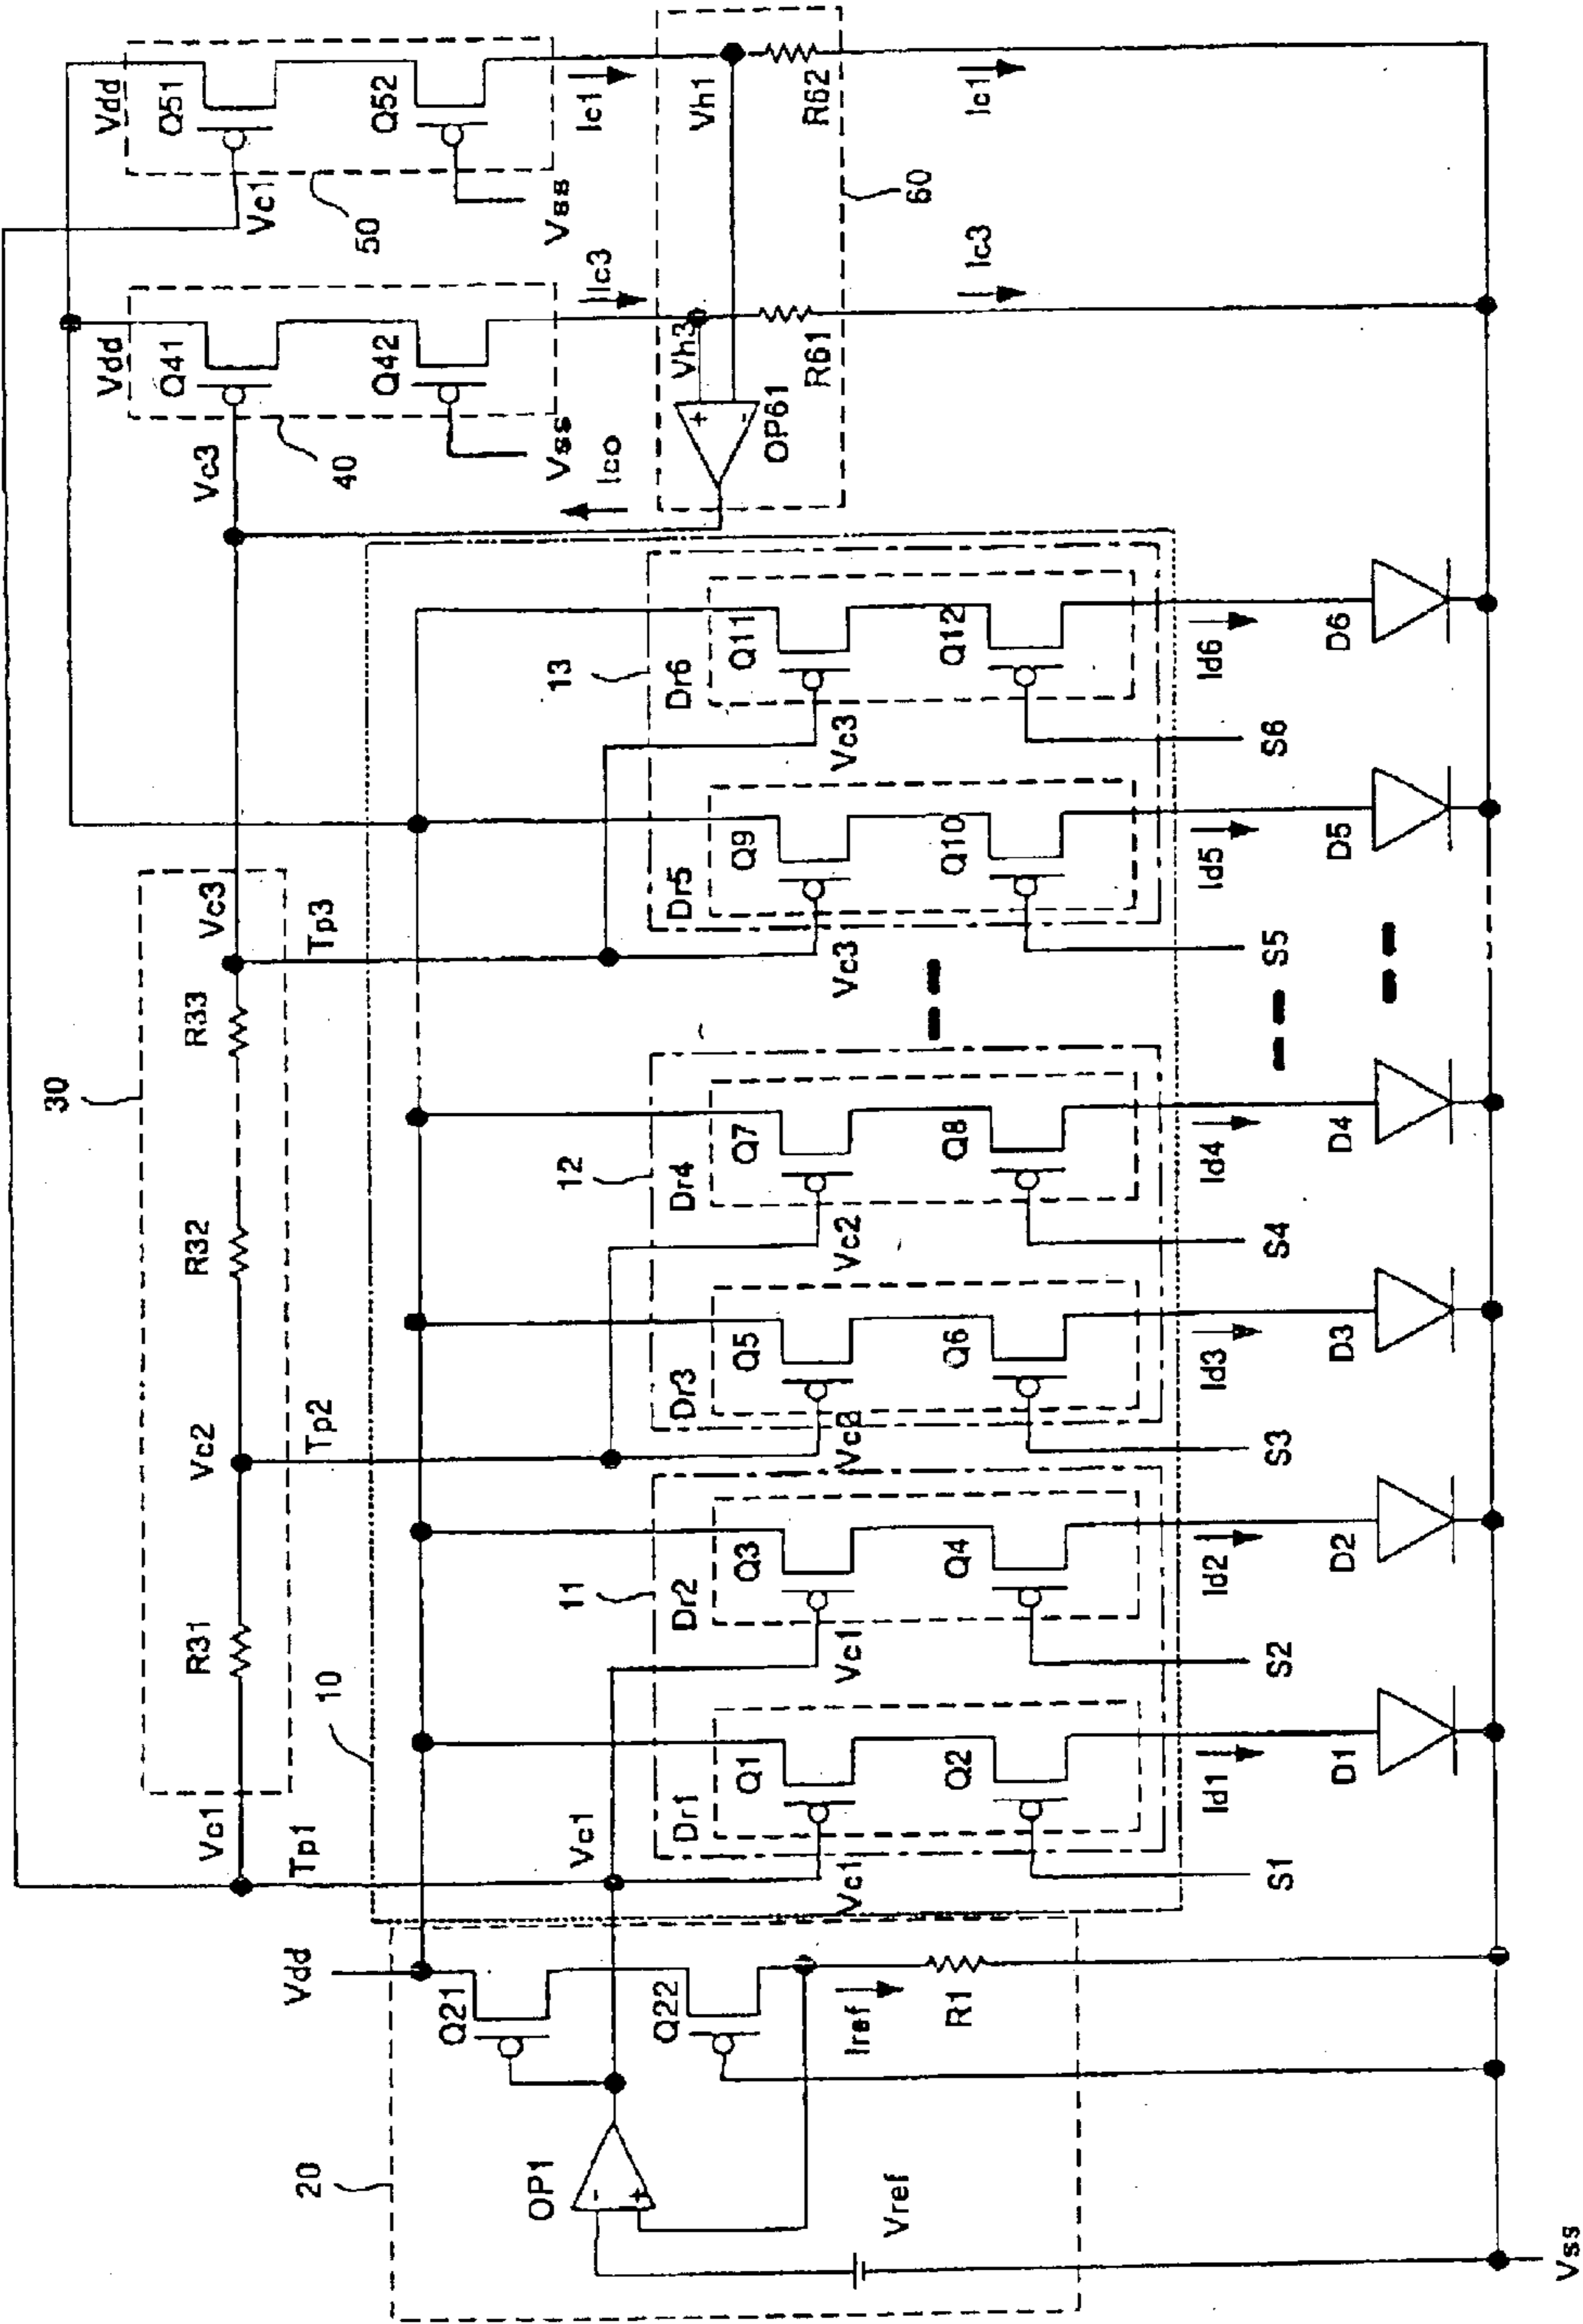 Vdd
Q51
Q52
Vc1
50
Vss
Ic1
Vh1
R62
60
Ic1
Vdd
Q41
Q42
Vc3
40
Vss
Ic3
Ico
Vh3
+
-
OP61
R61
Ic3
30
Vc1
R31
Vc2
R32
R33
Vc3
Tp1
Tp2
Tp3
10
11
12
13
Vc1
Dr1
Q1
Q2
Vc1
S1
Id1
D1
Dr2
Q3
Q4
Vc1
S2
Id2
D2
Dr3
Q5
Q6
S3
Id3
D3
Dr4
Q7
Q8
Vc2
S4
Id4
D4
Dr5
Q9
Q10
Vc3
S5
Id5
D5
Dr6
Q11
Q12
Vc3
S6
Id6
D6
20
Vdd
Q21
Q22
OP1
-
+
Iref
R1
Vref
Vss